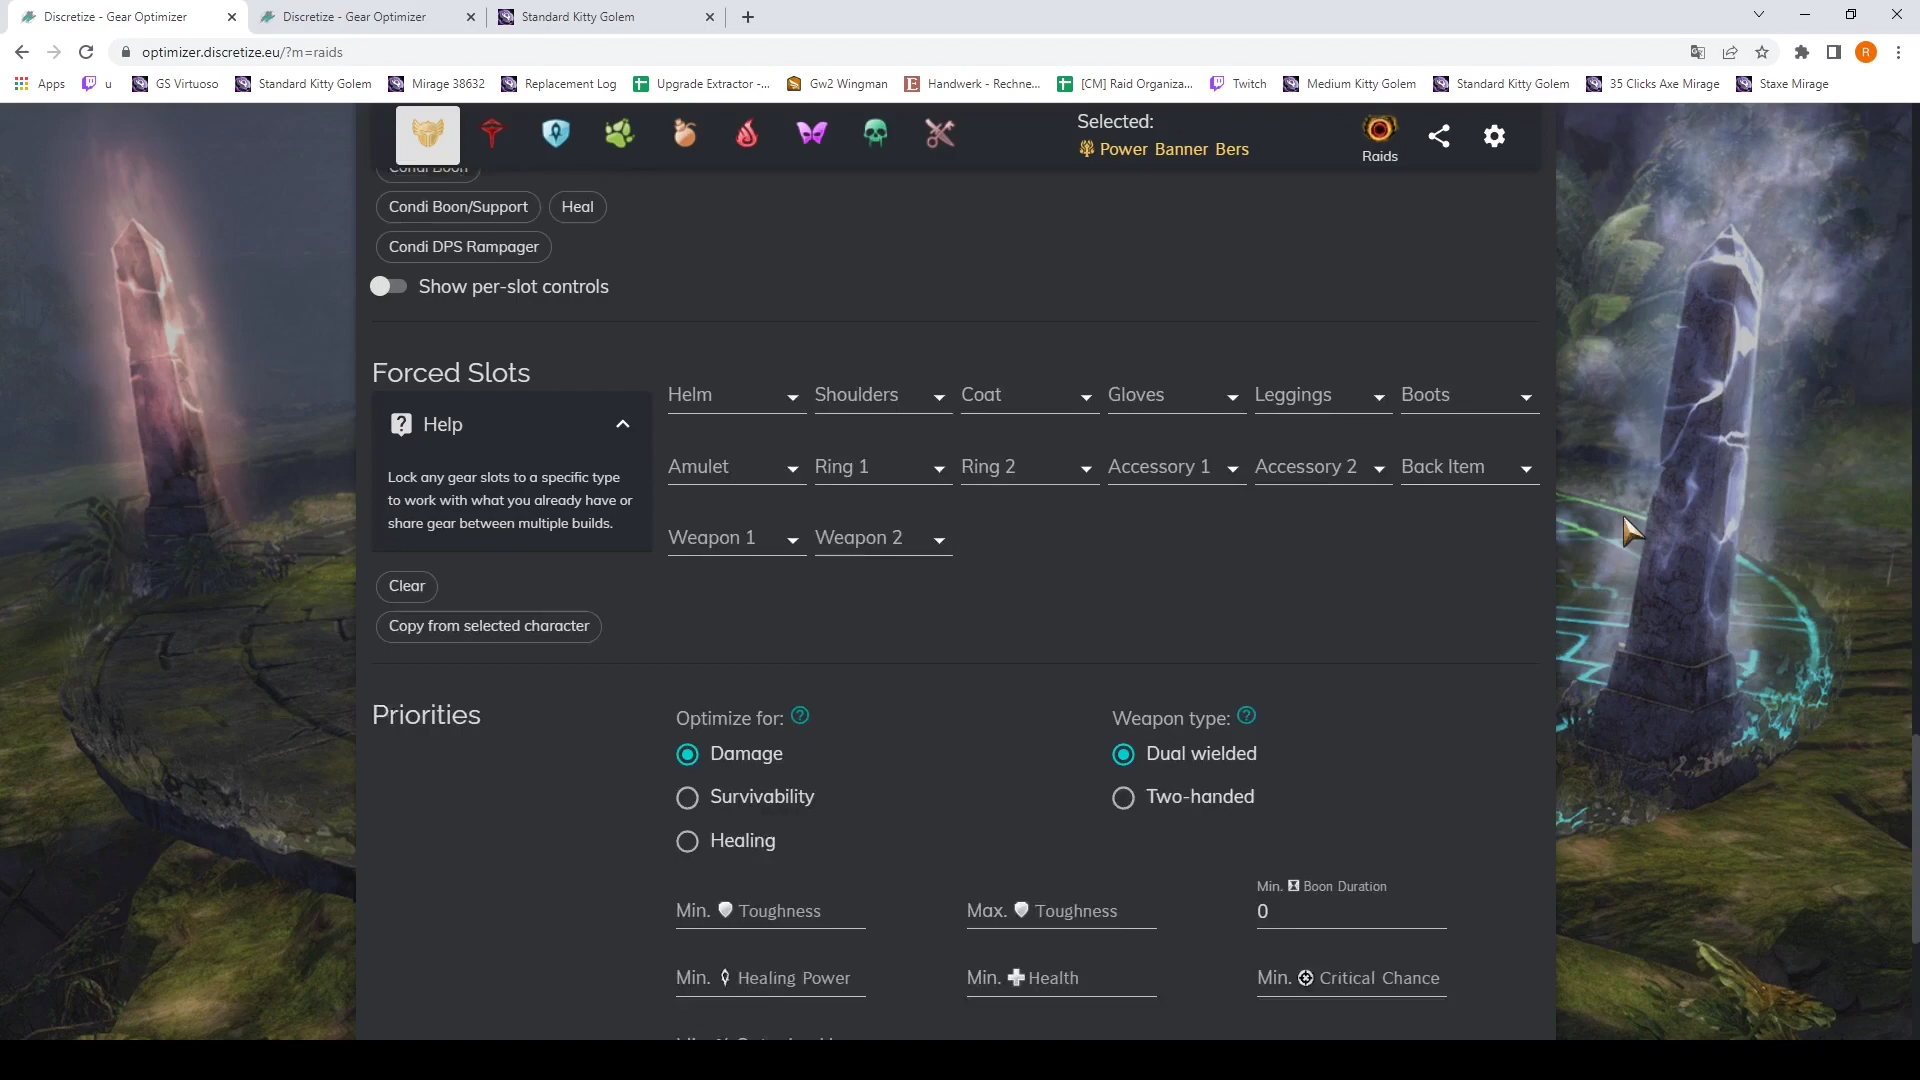 Discretize - Gear Optimizer
Discretize - Gear Optimizer
Standard Kitty Golem
optimizer.discretize.eu/?m=raids
R
Apps
u
GS Virtuoso
Standard Kitty Golem
Mirage 38632
Replacement Log
Upgrade Extractor -...
Gw2 Wingman
Handwerk - Rechne...
[CM] Raid Organiza...
Twitch
Medium Kitty Golem
Standard Kitty Golem
35 Clicks Axe Mirage
Staxe Mirage
Selected:
Power Banner Bers
Raids
Condi Boon
Condi Boon/Support
Heal
Condi DPS Rampager
Show per-slot controls
Forced Slots
Help
Lock any gear slots to a specific type
to work with what you already have or
share gear between multiple builds.
Clear
Copy from selected character
Helm
Shoulders
Coat
Gloves
Leggings
Boots
Amulet
Ring 1
Ring 2
Accessory 1
Accessory 2
Back Item
Weapon 1
Weapon 2
Priorities
Optimize for:
Damage
Survivability
Healing
Weapon type:
Dual wielded
Two-handed
Min. Toughness
Max. Toughness
Min. Boon Duration
0
Min. Healing Power
Min. Health
Min. Critical Chance